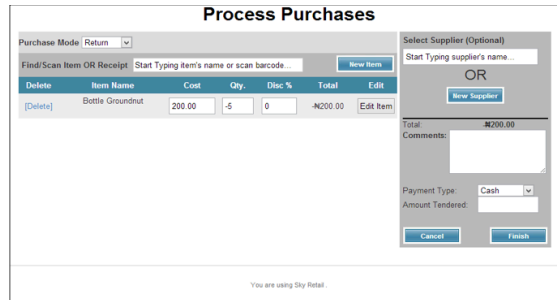 Process Purchases
Purchase Mode Return
Find/Scan Item OR Receipt Start Typing item's name or scan barcode... New Item
Delete Item Name Cost Qty. Disc % Total Edit
[Delete] Bottle Groundnut 200.00 -5 0 -₦200.00 Edit Item
Select Supplier (Optional)
Start Typing supplier's name...
OR
New Supplier
Total: -₦200.00
Comments:
Payment Type: Cash
Amount Tendered:
Cancel Finish
You are using Sky Retail .